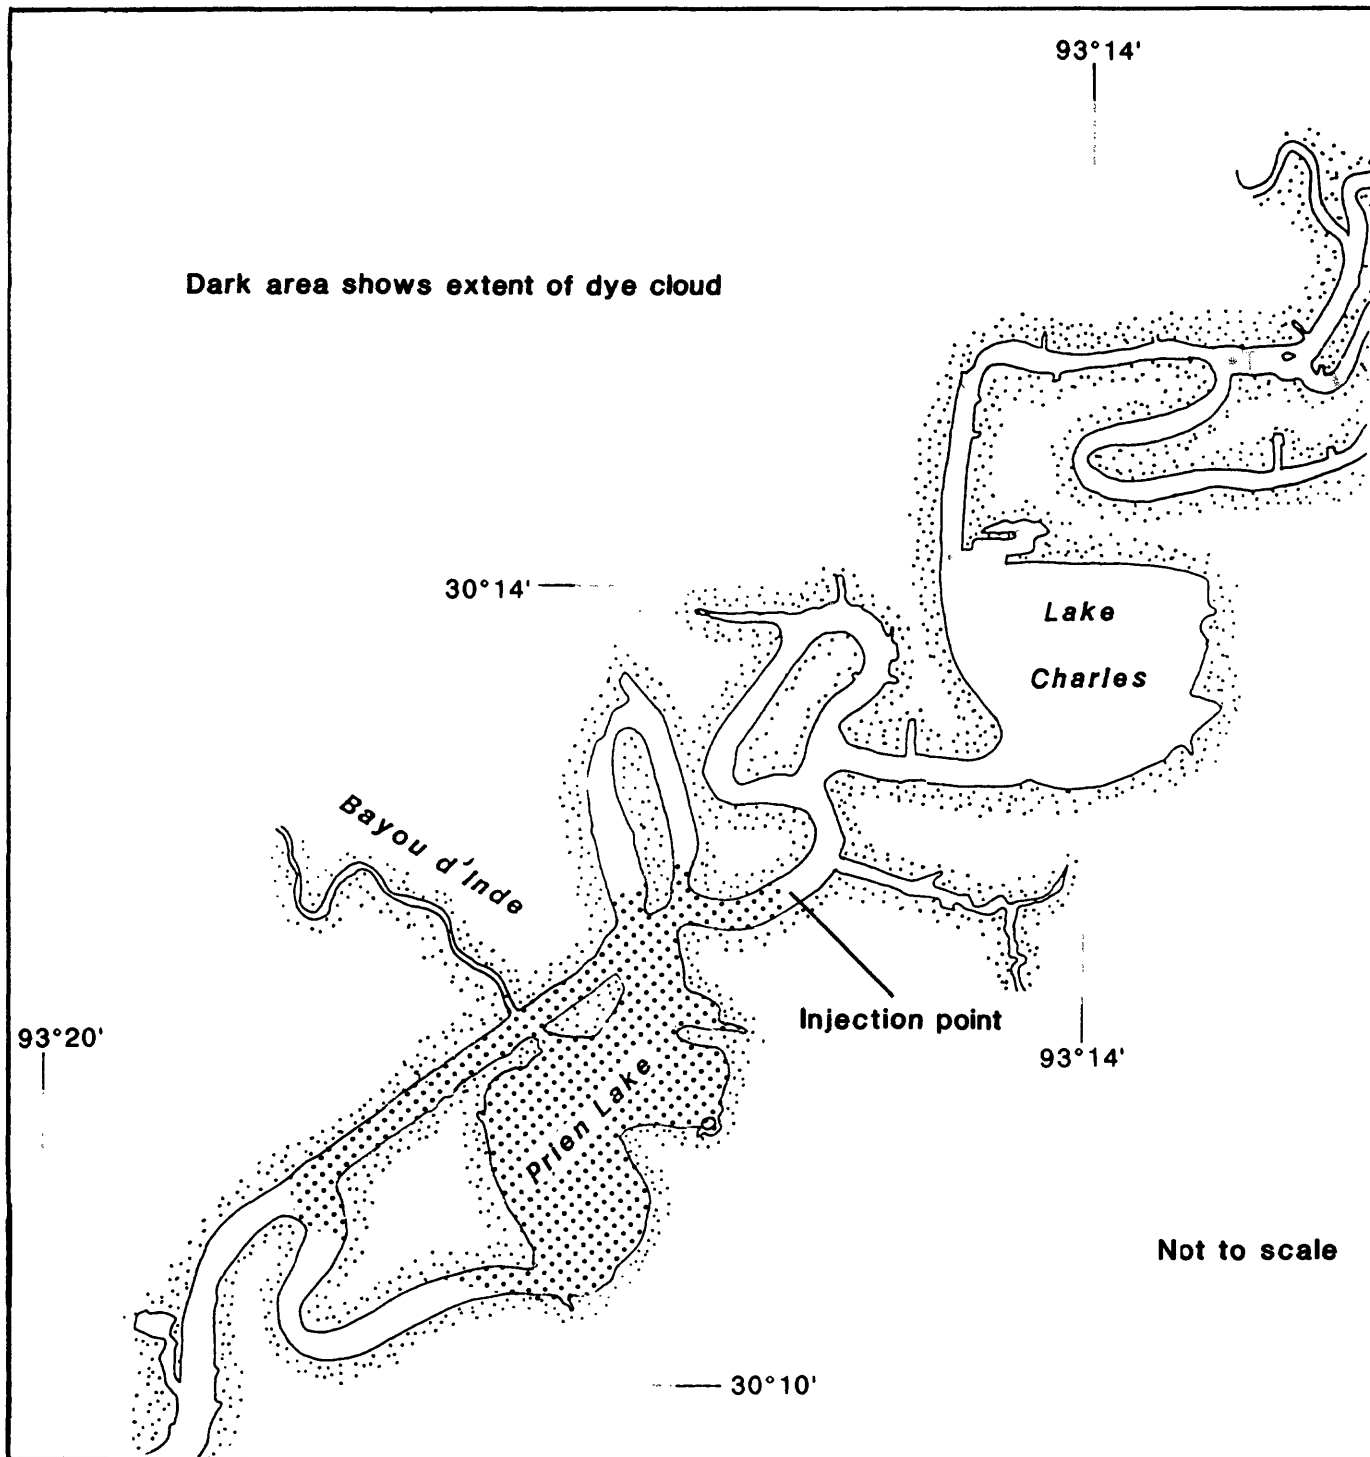 93°14'
Dark area shows extent of dye cloud
30°14'
Lake
Charles
Bayou d'Inde
Injection point
93°20'
93°14'
Prien Lake
Not to scale
30°10'